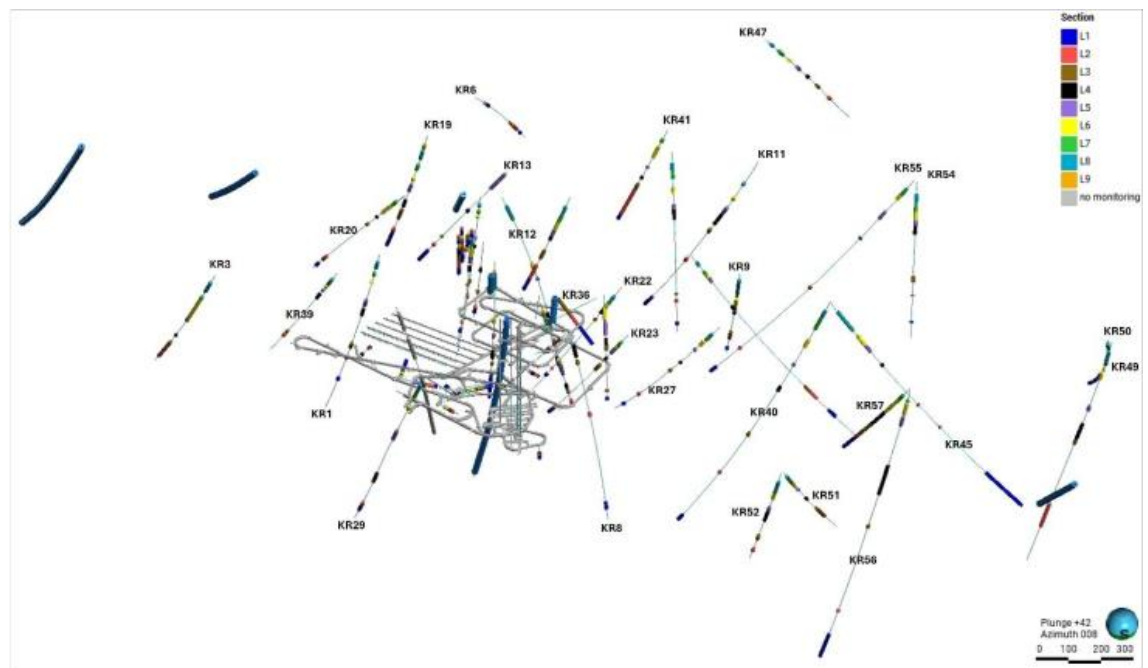 Section
L1
L2
L3
L4
L5
L6
L7
L8
L9
no monitoring
KR47
KR6
KR19
KR41
KR13
KR11
KR55
KR54
KR20
KR12
KR3
KR9
KR22
KR36
KR39
KR23
KR50
KR49
KR27
KR1
KR40
KR57
KR45
KR51
KR52
KR29
KR8
KR56
Plunge +42
Azimuth 008
S
0 100 200 300